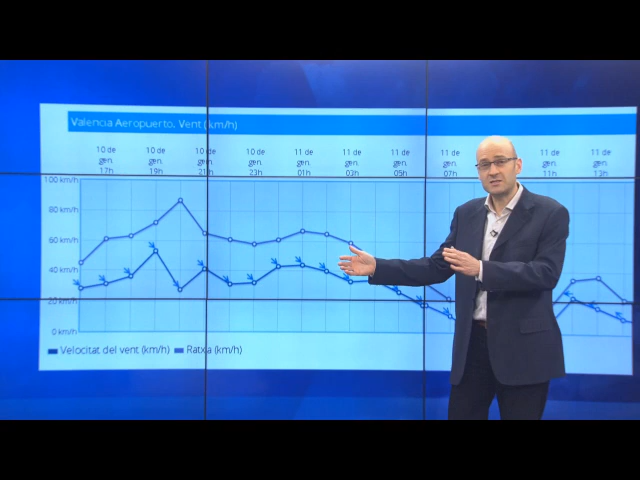 Valencia Aeropuerto. Vent (km/h)
10 de gen. 17h
10 de gen. 19h
10 de gen. 21h
10 de gen. 23h
11 de gen. 01h
11 de gen. 03h
11 de gen. 05h
11 de gen. 07h
11 de gen. 11h
11 de gen. 13h
100 km/h
80 km/h
60 km/h
40 km/h
20 km/h
0 km/h
Velocitat del vent (km/h)
Ratxa (km/h)